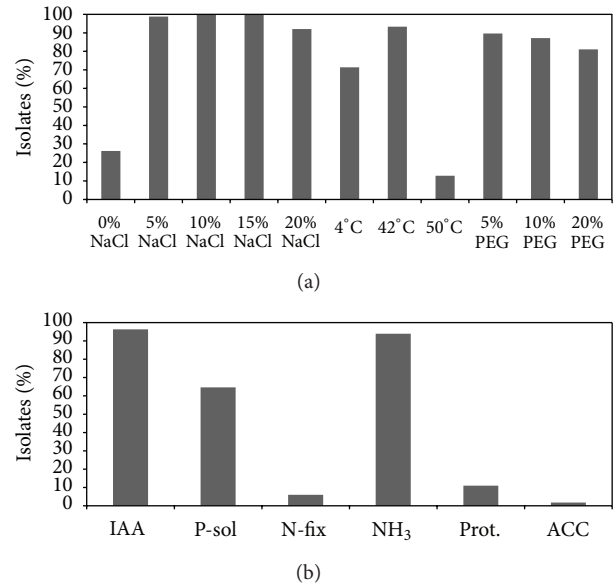 100
90
80
70
60
50
40
30
20
10
0
Isolates (%)
0% NaCl
5% NaCl
10% NaCl
15% NaCl
20% NaCl
4°C
42°C
50°C
5% PEG
10% PEG
20% PEG
(a)
100
90
80
70
60
50
40
30
20
10
0
Isolates (%)
IAA
P-sol
N-fix
NH₃
Prot.
ACC
(b)